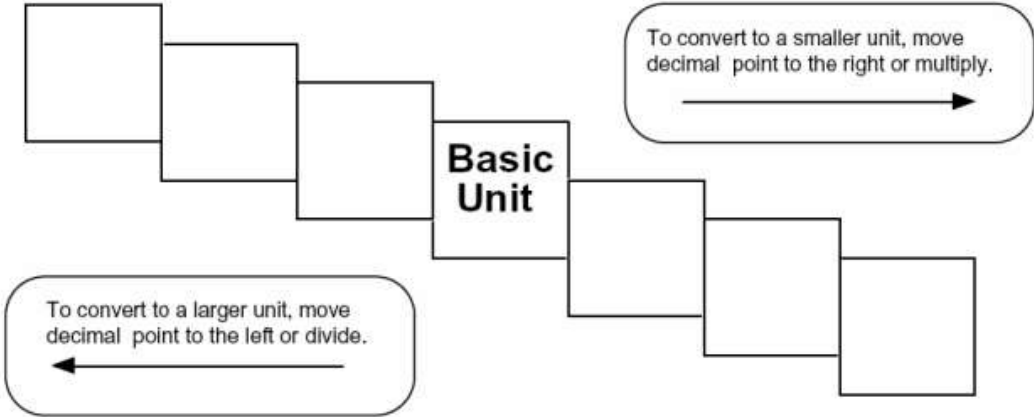 To convert to a smaller unit, move
decimal point to the right or multiply.
Basic
Unit
To convert to a larger unit, move
decimal point to the left or divide.